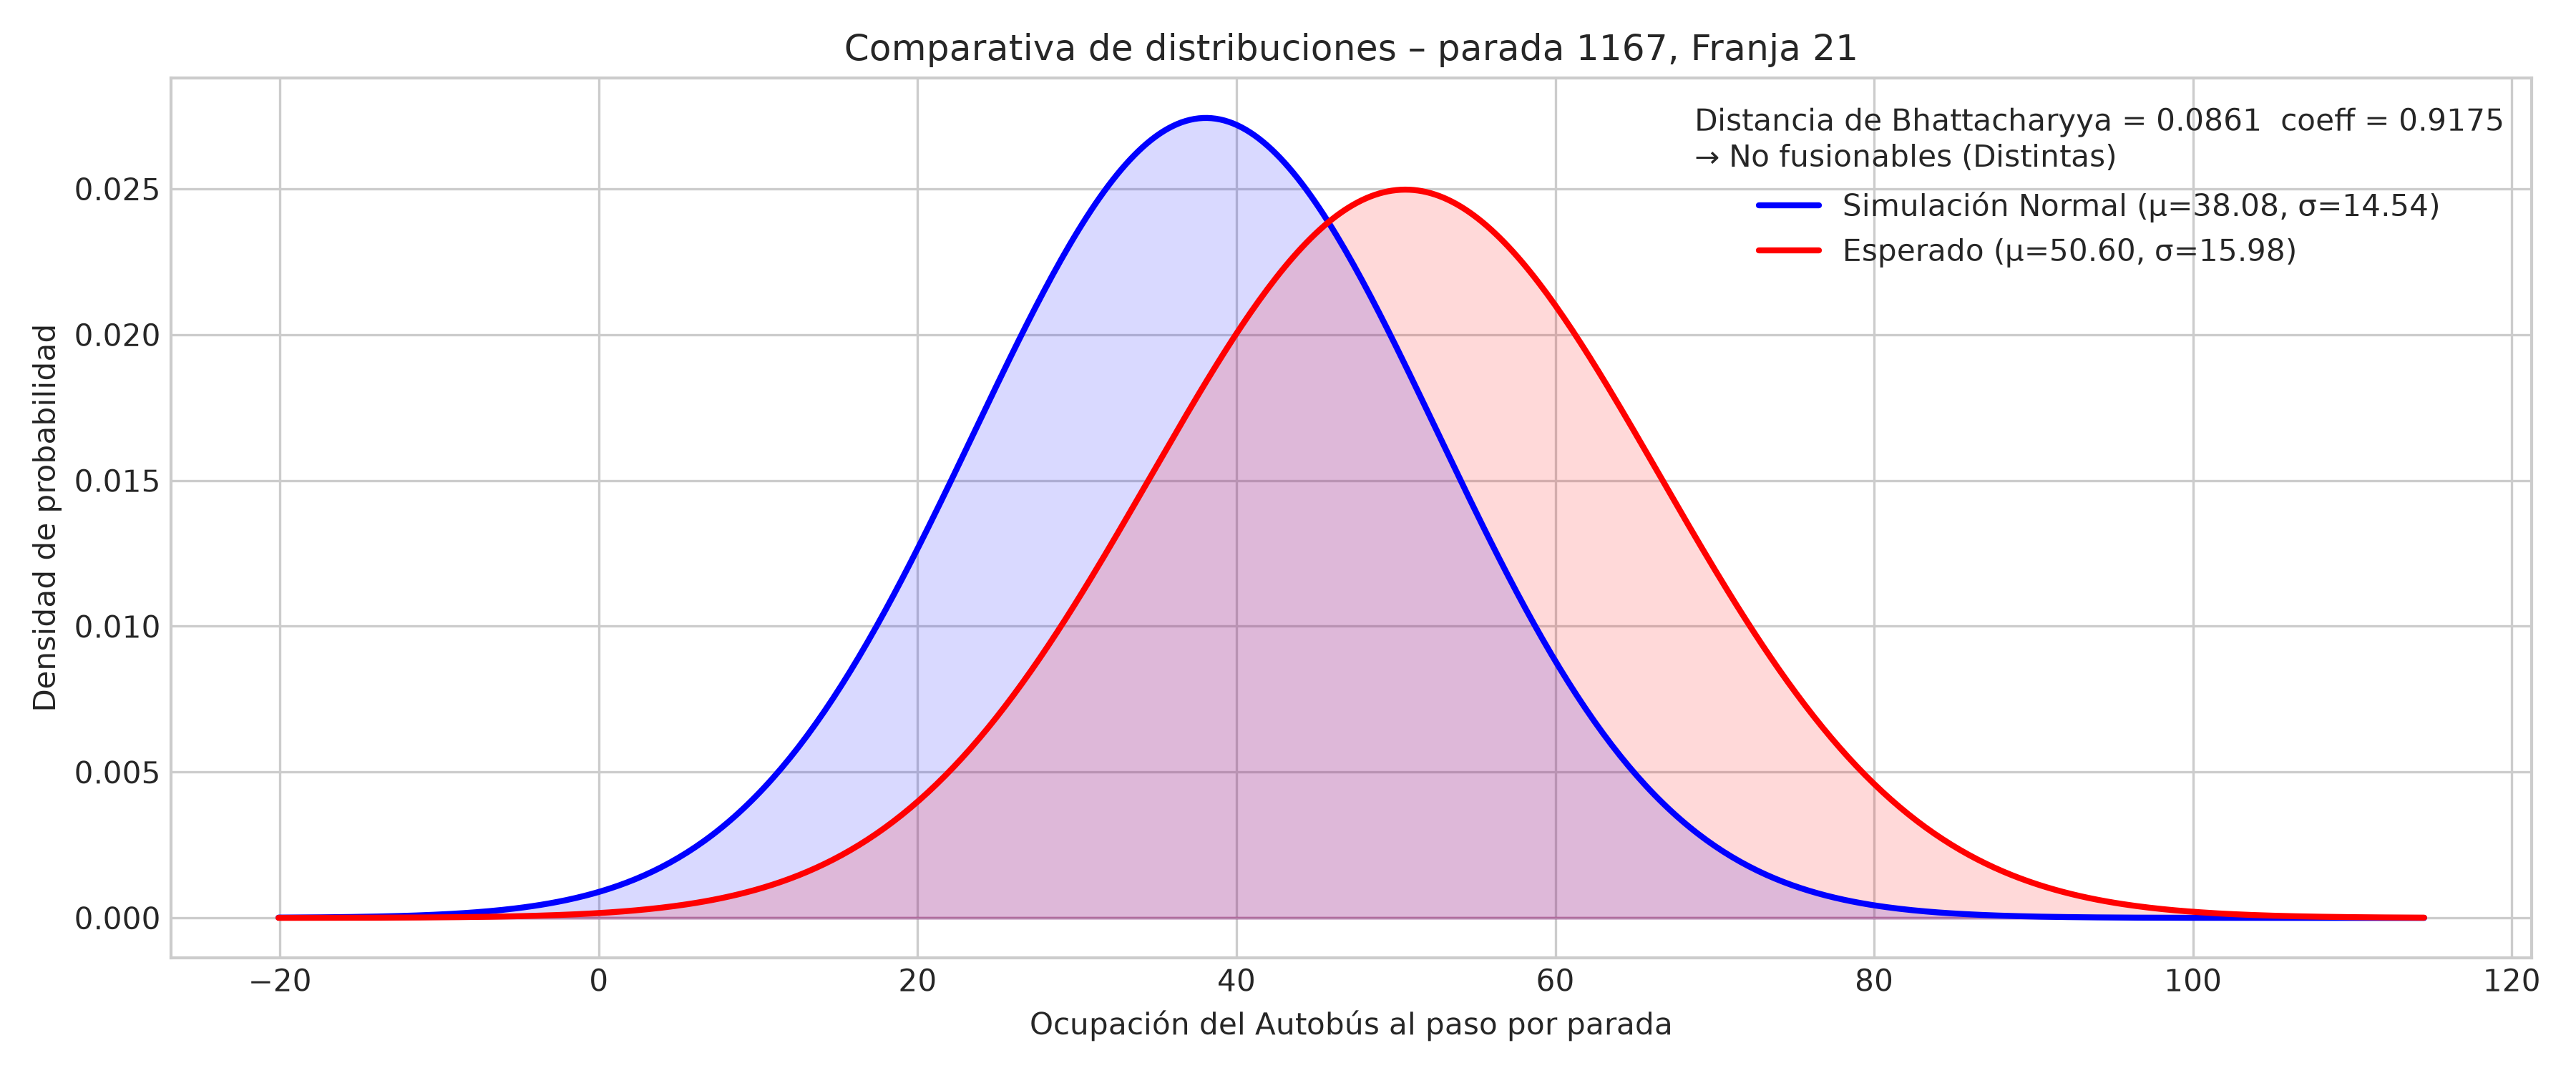 Comparativa de distribuciones – parada 1167, Franja 21
Distancia de Bhattacharyya = 0.0861  coeff = 0.9175
→ No fusionables (Distintas)
Simulación Normal (μ=38.08, σ=14.54)
Esperado (μ=50.60, σ=15.98)
Densidad de probabilidad
0.025
0.020
0.015
0.010
0.005
0.000
−20 0 20 40 60 80 100 120
Ocupación del Autobús al paso por parada